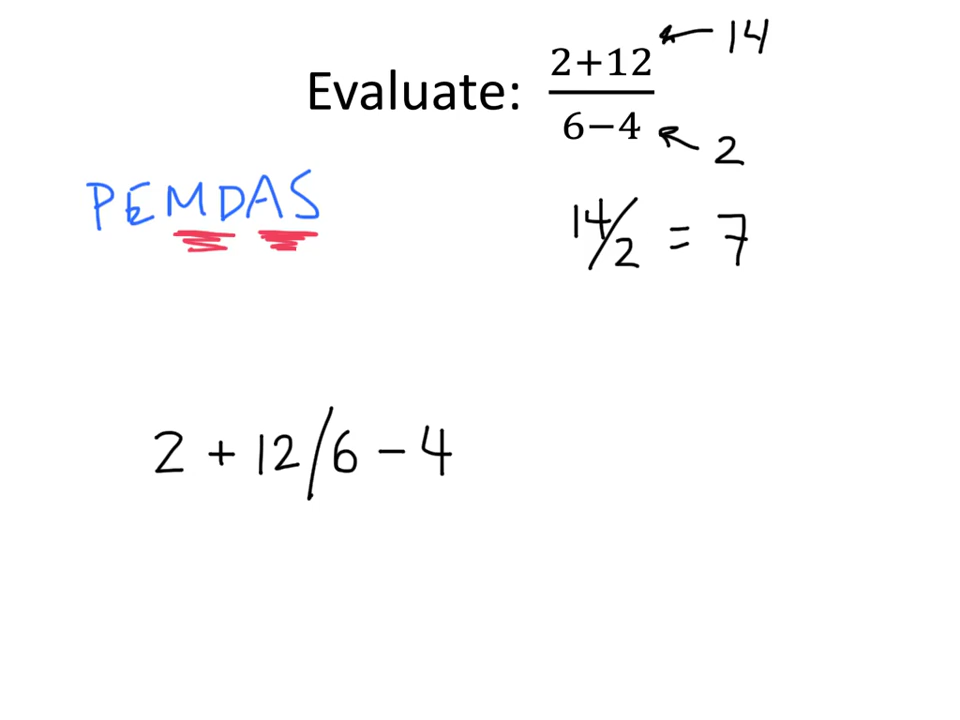 14
Evaluate: 2+12 / 6−4
2
PEMDAS
14/2 = 7
2 + 12/6 - 4